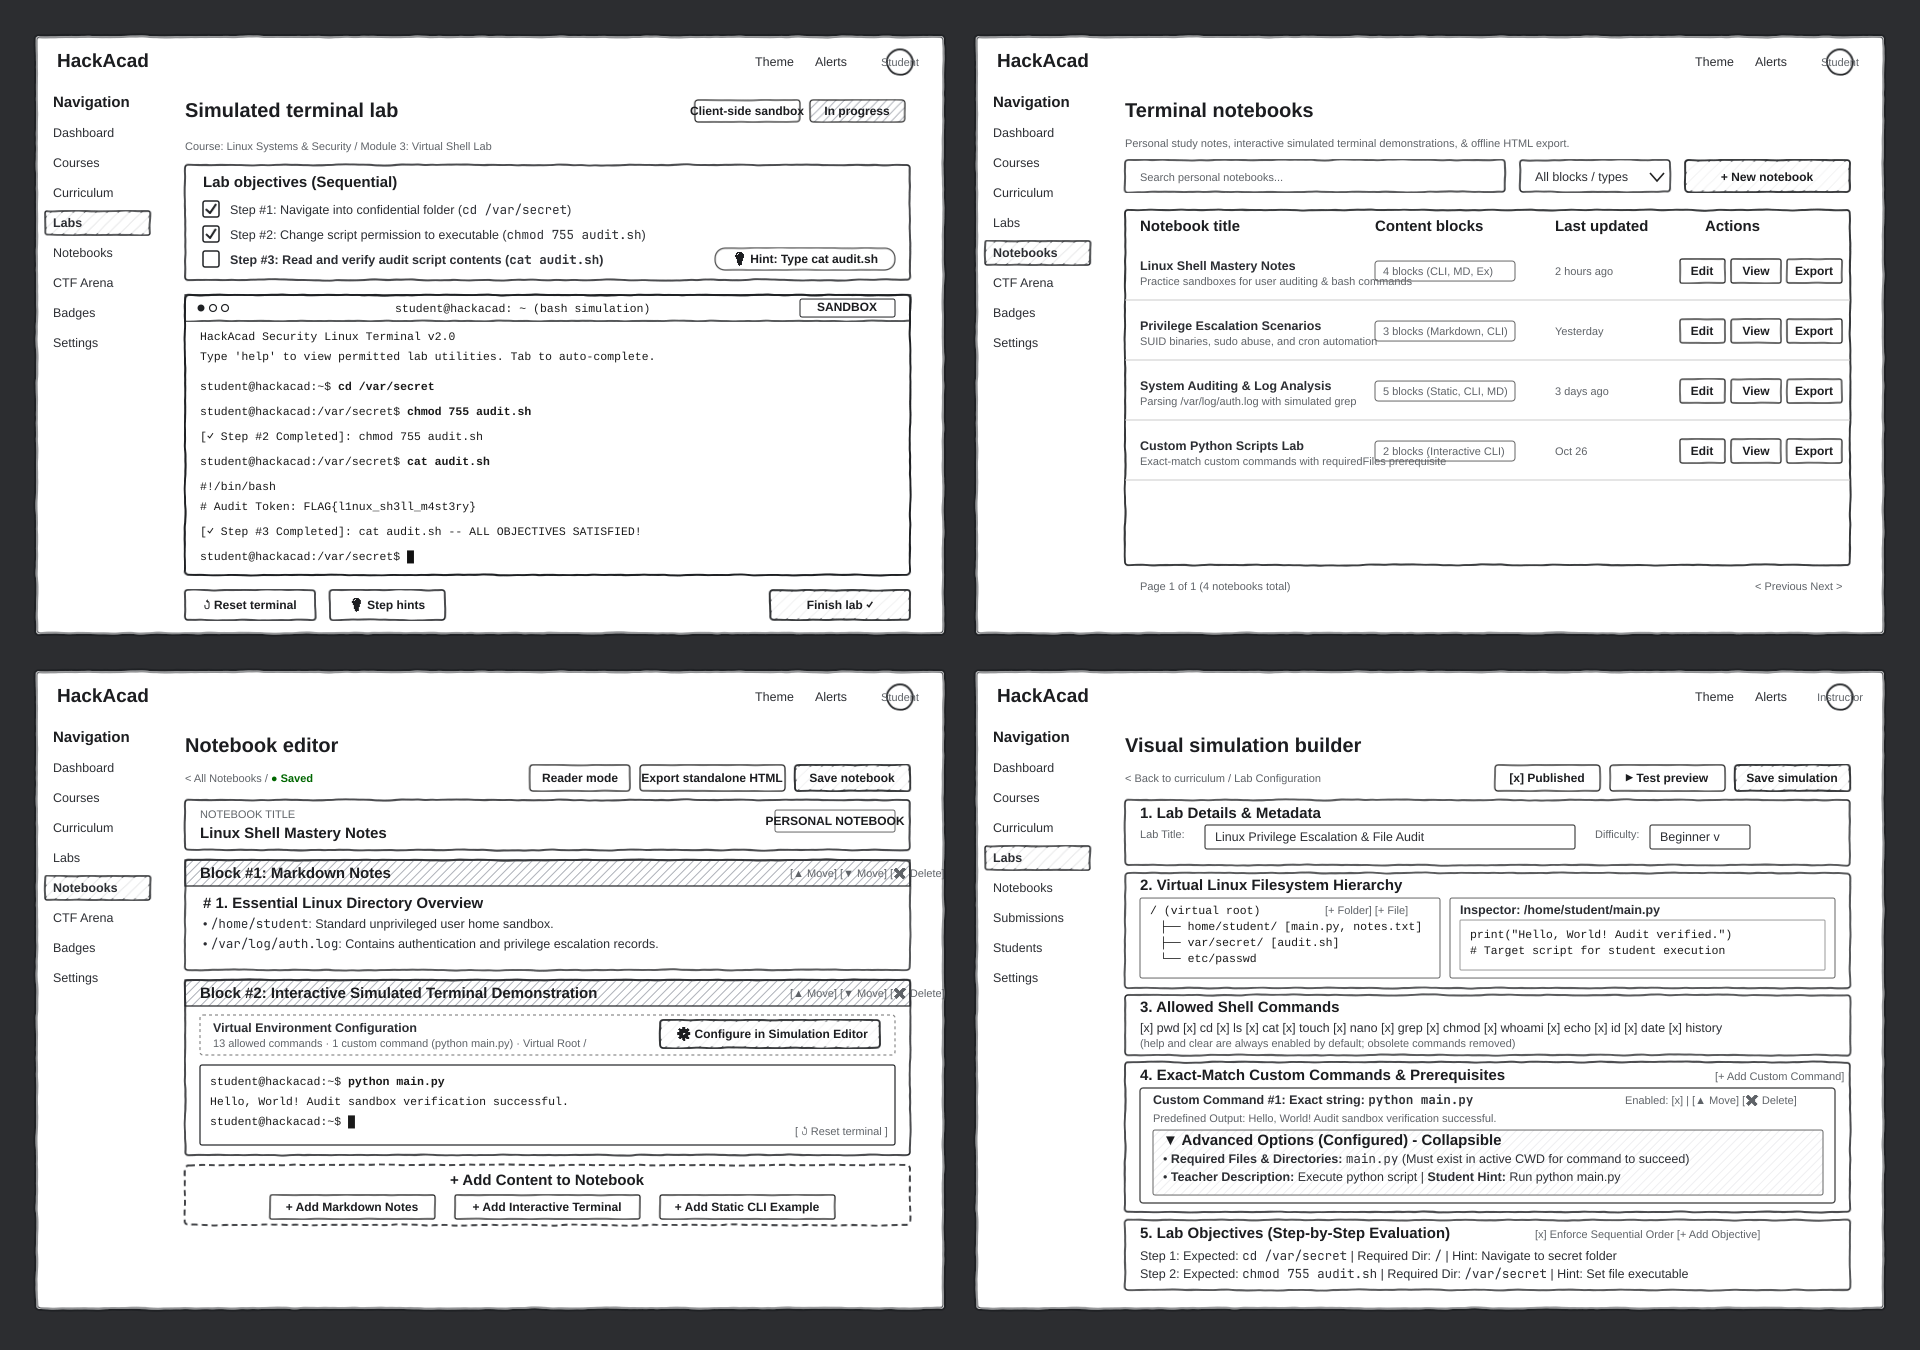 HackAcad
Theme Alerts Student
Navigation
Dashboard
Courses
Curriculum
Labs
Notebooks
CTF Arena
Badges
Settings
Simulated terminal lab
Client-side sandbox In progress
Course: Linux Systems & Security / Module 3: Virtual Shell Lab
Lab objectives (Sequential)
Step #1: Navigate into confidential folder (cd /var/secret)
Step #2: Change script permission to executable (chmod 755 audit.sh)
Step #3: Read and verify audit script contents (cat audit.sh)
Hint: Type cat audit.sh
student@hackacad: ~ (bash simulation)
SANDBOX
HackAcad Security Linux Terminal v2.0
Type 'help' to view permitted lab utilities. Tab to auto-complete.
student@hackacad:~$ cd /var/secret
student@hackacad:/var/secret$ chmod 755 audit.sh
[✓ Step #2 Completed]: chmod 755 audit.sh
student@hackacad:/var/secret$ cat audit.sh
#!/bin/bash
# Audit Token: FLAG{l1nux_sh3ll_m4st3ry}
[✓ Step #3 Completed]: cat audit.sh -- ALL OBJECTIVES SATISFIED!
student@hackacad:/var/secret$ █
Reset terminal
Step hints
Finish lab ✓
HackAcad
Theme Alerts Student
Navigation
Dashboard
Courses
Curriculum
Labs
Notebooks
CTF Arena
Badges
Settings
Terminal notebooks
Personal study notes, interactive simulated terminal demonstrations, & offline HTML export.
Search personal notebooks...
All blocks / types
+ New notebook
Notebook title Content blocks Last updated Actions
Linux Shell Mastery Notes
Practice sandboxes for user auditing & bash commands
4 blocks (CLI, MD, Ex) 2 hours ago Edit View Export
Privilege Escalation Scenarios
SUID binaries, sudo abuse, and cron automation
3 blocks (Markdown, CLI) Yesterday Edit View Export
System Auditing & Log Analysis
Parsing /var/log/auth.log with simulated grep
5 blocks (Static, CLI, MD) 3 days ago Edit View Export
Custom Python Scripts Lab
Exact-match custom commands with requiredFiles prerequisite
2 blocks (Interactive CLI) Oct 26 Edit View Export
Page 1 of 1 (4 notebooks total)
< Previous Next >
HackAcad
Theme Alerts Student
Navigation
Dashboard
Courses
Curriculum
Labs
Notebooks
CTF Arena
Badges
Settings
Notebook editor
< All Notebooks / ● Saved
Reader mode
Export standalone HTML
Save notebook
NOTEBOOK TITLE
Linux Shell Mastery Notes
PERSONAL NOTEBOOK
Block #1: Markdown Notes
[▲ Move] [▼ Move] [✖ Delete]
# 1. Essential Linux Directory Overview
• /home/student: Standard unprivileged user home sandbox.
• /var/log/auth.log: Contains authentication and privilege escalation records.
Block #2: Interactive Simulated Terminal Demonstration
[▲ Move] [▼ Move] [✖ Delete]
Virtual Environment Configuration
13 allowed commands · 1 custom command (python main.py) · Virtual Root /
⚙ Configure in Simulation Editor
student@hackacad:~$ python main.py
Hello, World! Audit sandbox verification successful.
student@hackacad:~$ █
[ Reset terminal ]
+ Add Content to Notebook
+ Add Markdown Notes
+ Add Interactive Terminal
+ Add Static CLI Example
HackAcad
Theme Alerts Instructor
Navigation
Dashboard
Courses
Curriculum
Labs
Notebooks
Submissions
Students
Settings
Visual simulation builder
< Back to curriculum / Lab Configuration
[x] Published
▶ Test preview
Save simulation
1. Lab Details & Metadata
Lab Title: Linux Privilege Escalation & File Audit Difficulty: Beginner v
2. Virtual Linux Filesystem Hierarchy
/ (virtual root) [+ Folder] [+ File]
├── home/student/ [main.py, notes.txt]
├── var/secret/ [audit.sh]
└── etc/passwd
Inspector: /home/student/main.py
print("Hello, World! Audit verified.")
# Target script for student execution
3. Allowed Shell Commands
[x] pwd [x] cd [x] ls [x] cat [x] touch [x] nano [x] grep [x] chmod [x] whoami [x] echo [x] id [x] date [x] history
(help and clear are always enabled by default; obsolete commands removed)
4. Exact-Match Custom Commands & Prerequisites
[+ Add Custom Command]
Custom Command #1: Exact string: python main.py
Enabled: [x] | [▲ Move] [✖ Delete]
Predefined Output: Hello, World! Audit sandbox verification successful.
▼ Advanced Options (Configured) - Collapsible
• Required Files & Directories: main.py (Must exist in active CWD for command to succeed)
• Teacher Description: Execute python script | Student Hint: Run python main.py
5. Lab Objectives (Step-by-Step Evaluation)
[x] Enforce Sequential Order [+ Add Objective]
Step 1: Expected: cd /var/secret | Required Dir: / | Hint: Navigate to secret folder
Step 2: Expected: chmod 755 audit.sh | Required Dir: /var/secret | Hint: Set file executable